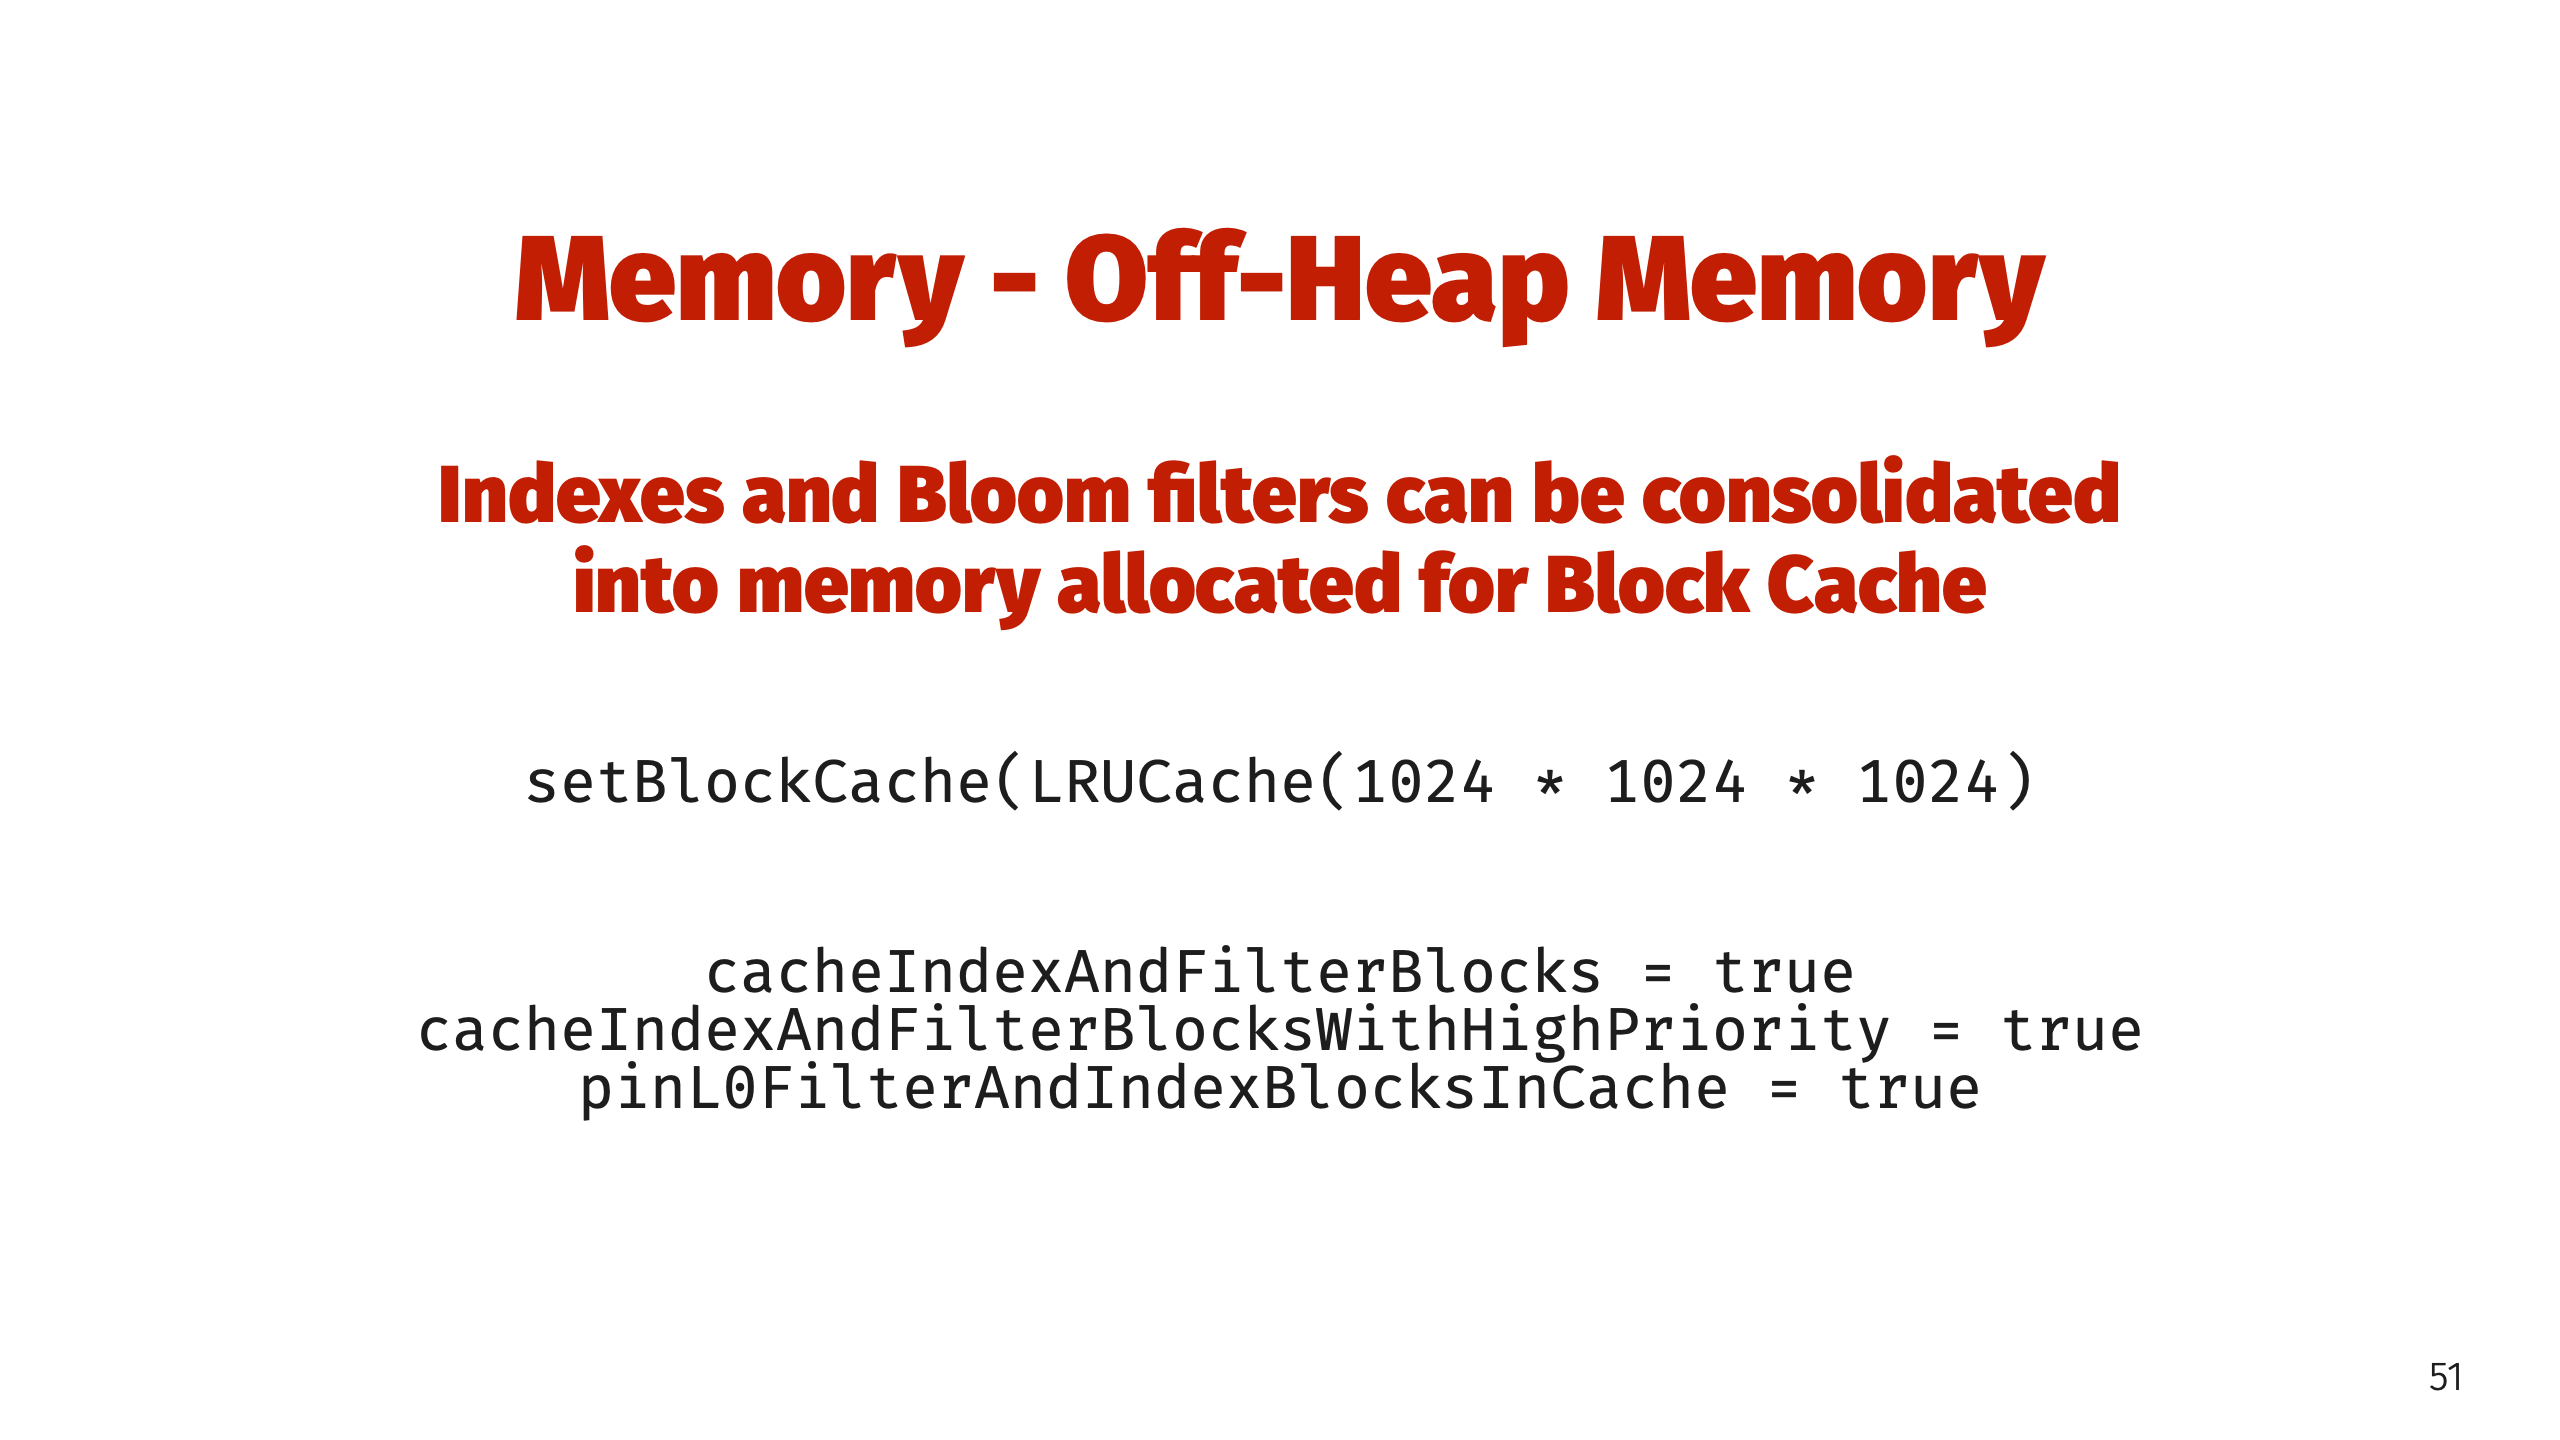 Memory - Off-Heap Memory
Indexes and Bloom filters can be consolidated
into memory allocated for Block Cache
setBlockCache(LRUCache(1024 * 1024 * 1024)
cacheIndexAndFilterBlocks = true
cacheIndexAndFilterBlocksWithHighPriority = true
pinL0FilterAndIndexBlocksInCache = true
51